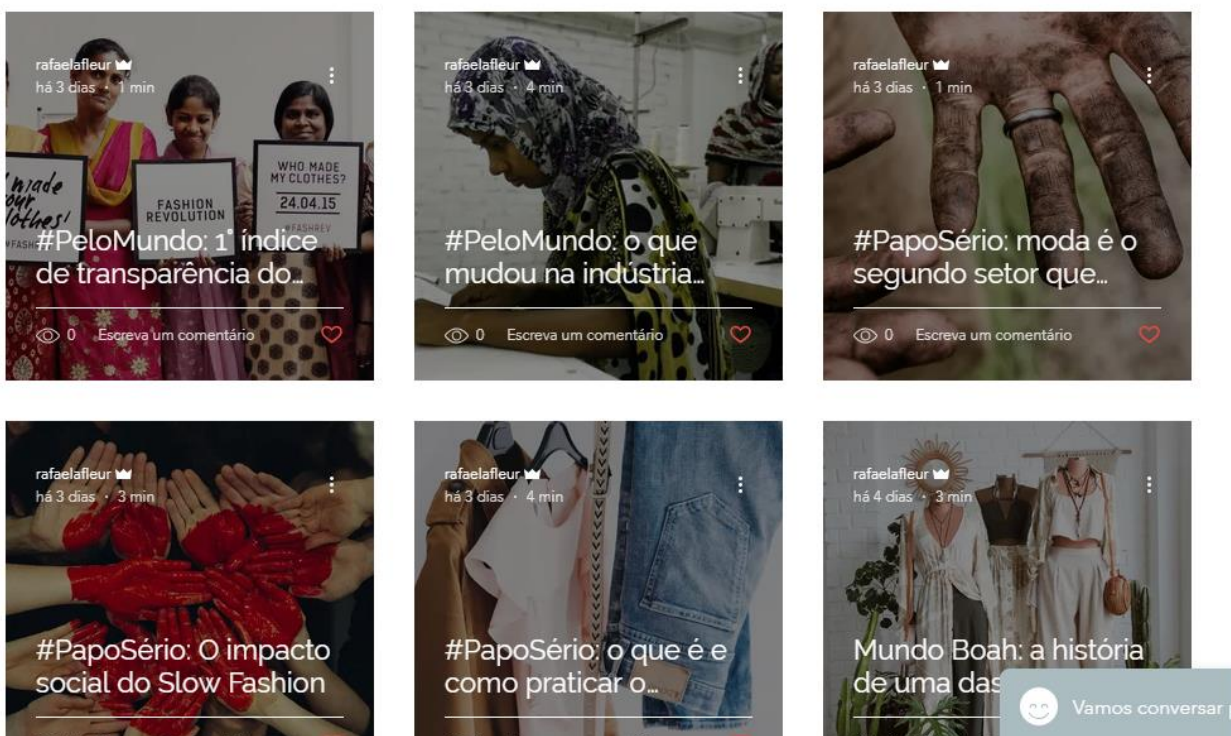 rafaelafleur
há 3 dias · 1 min
made
your
lothes!
FASHION
REVOLUTION
WHO MADE
MY CLOTHES?
24.04.15
#FASHREV
#PeloMundo: 1° índice
de transparência do...
0 Escreva um comentário
rafaelafleur
há 3 dias · 4 min
#PeloMundo: o que
mudou na indústria...
0 Escreva um comentário
rafaelafleur
há 3 dias · 1 min
#PapoSério: moda é o
segundo setor que...
0 Escreva um comentário
rafaelafleur
há 3 dias · 3 min
#PapoSério: O impacto
social do Slow Fashion
rafaelafleur
há 3 dias · 4 min
#PapoSério: o que é e
como praticar o...
rafaelafleur
há 4 dias · 3 min
Mundo Boah: a história
de uma das
Vamos conversar p